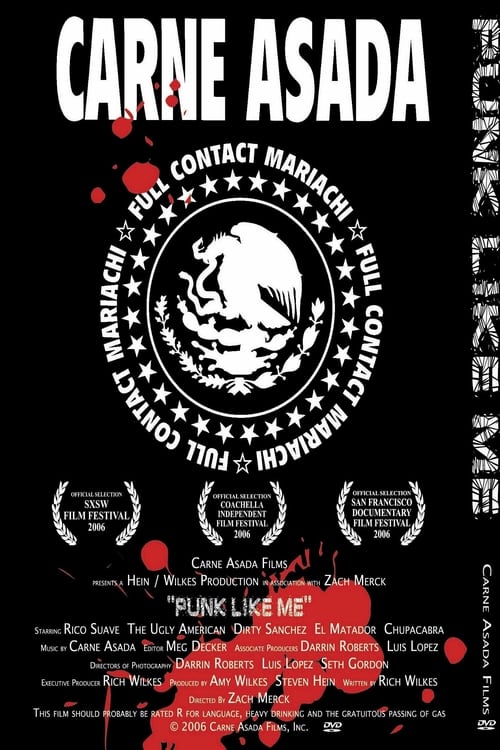 CARNE ASADA
FULL CONTACT MARIACHI ☆ FULL CONTACT MARIACHI ☆ FULL CONTACT MARIACHI ☆
OFFICIAL SELECTION
SXSW
FILM FESTIVAL
2006
OFFICIAL SELECTION
COACHELLA
INDEPENDENT
FILM FESTIVAL
2006
OFFICIAL SELECTION
SAN FRANCISCO
DOCUMENTARY
FILM FESTIVAL
2006
CARNE ASADA FILMS
PRESENTS A HEIN / WILKES PRODUCTION IN ASSOCIATION WITH ZACH MERCK
"PUNK LIKE ME"
STARRING RICO SUAVE THE UGLY AMERICAN DIRTY SANCHEZ EL MATADOR CHUPACABRA
MUSIC BY CARNE ASADA EDITOR MEG DECKER ASSOCIATE PRODUCERS DARRIN ROBERTS LUIS LOPEZ
DIRECTORS OF PHOTOGRAPHY DARRIN ROBERTS LUIS LOPEZ SETH GORDON
EXECUTIVE PRODUCER RICH WILKES PRODUCED BY AMY WILKES STEVEN HEIN WRITTEN BY RICH WILKES
DIRECTED BY ZACH MERCK
THIS FILM SHOULD PROBABLY BE RATED R FOR LANGUAGE, HEAVY DRINKING AND THE GRATUITOUS PASSING OF GAS
© 2006 CARNE ASADA FILMS, INC. DVD
PUNK LIKE ME
CARNE ASADA FILMS
DVD